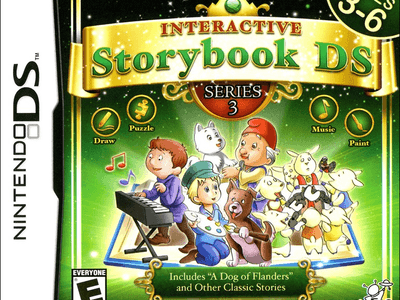 INTERACTIVE
Storybook DS
SERIES
3
3-6
NINTENDO DS™
Draw
Puzzle
Music
Paint
Includes "A Dog of Flanders"
and Other Classic Stories
EVERYONE
E